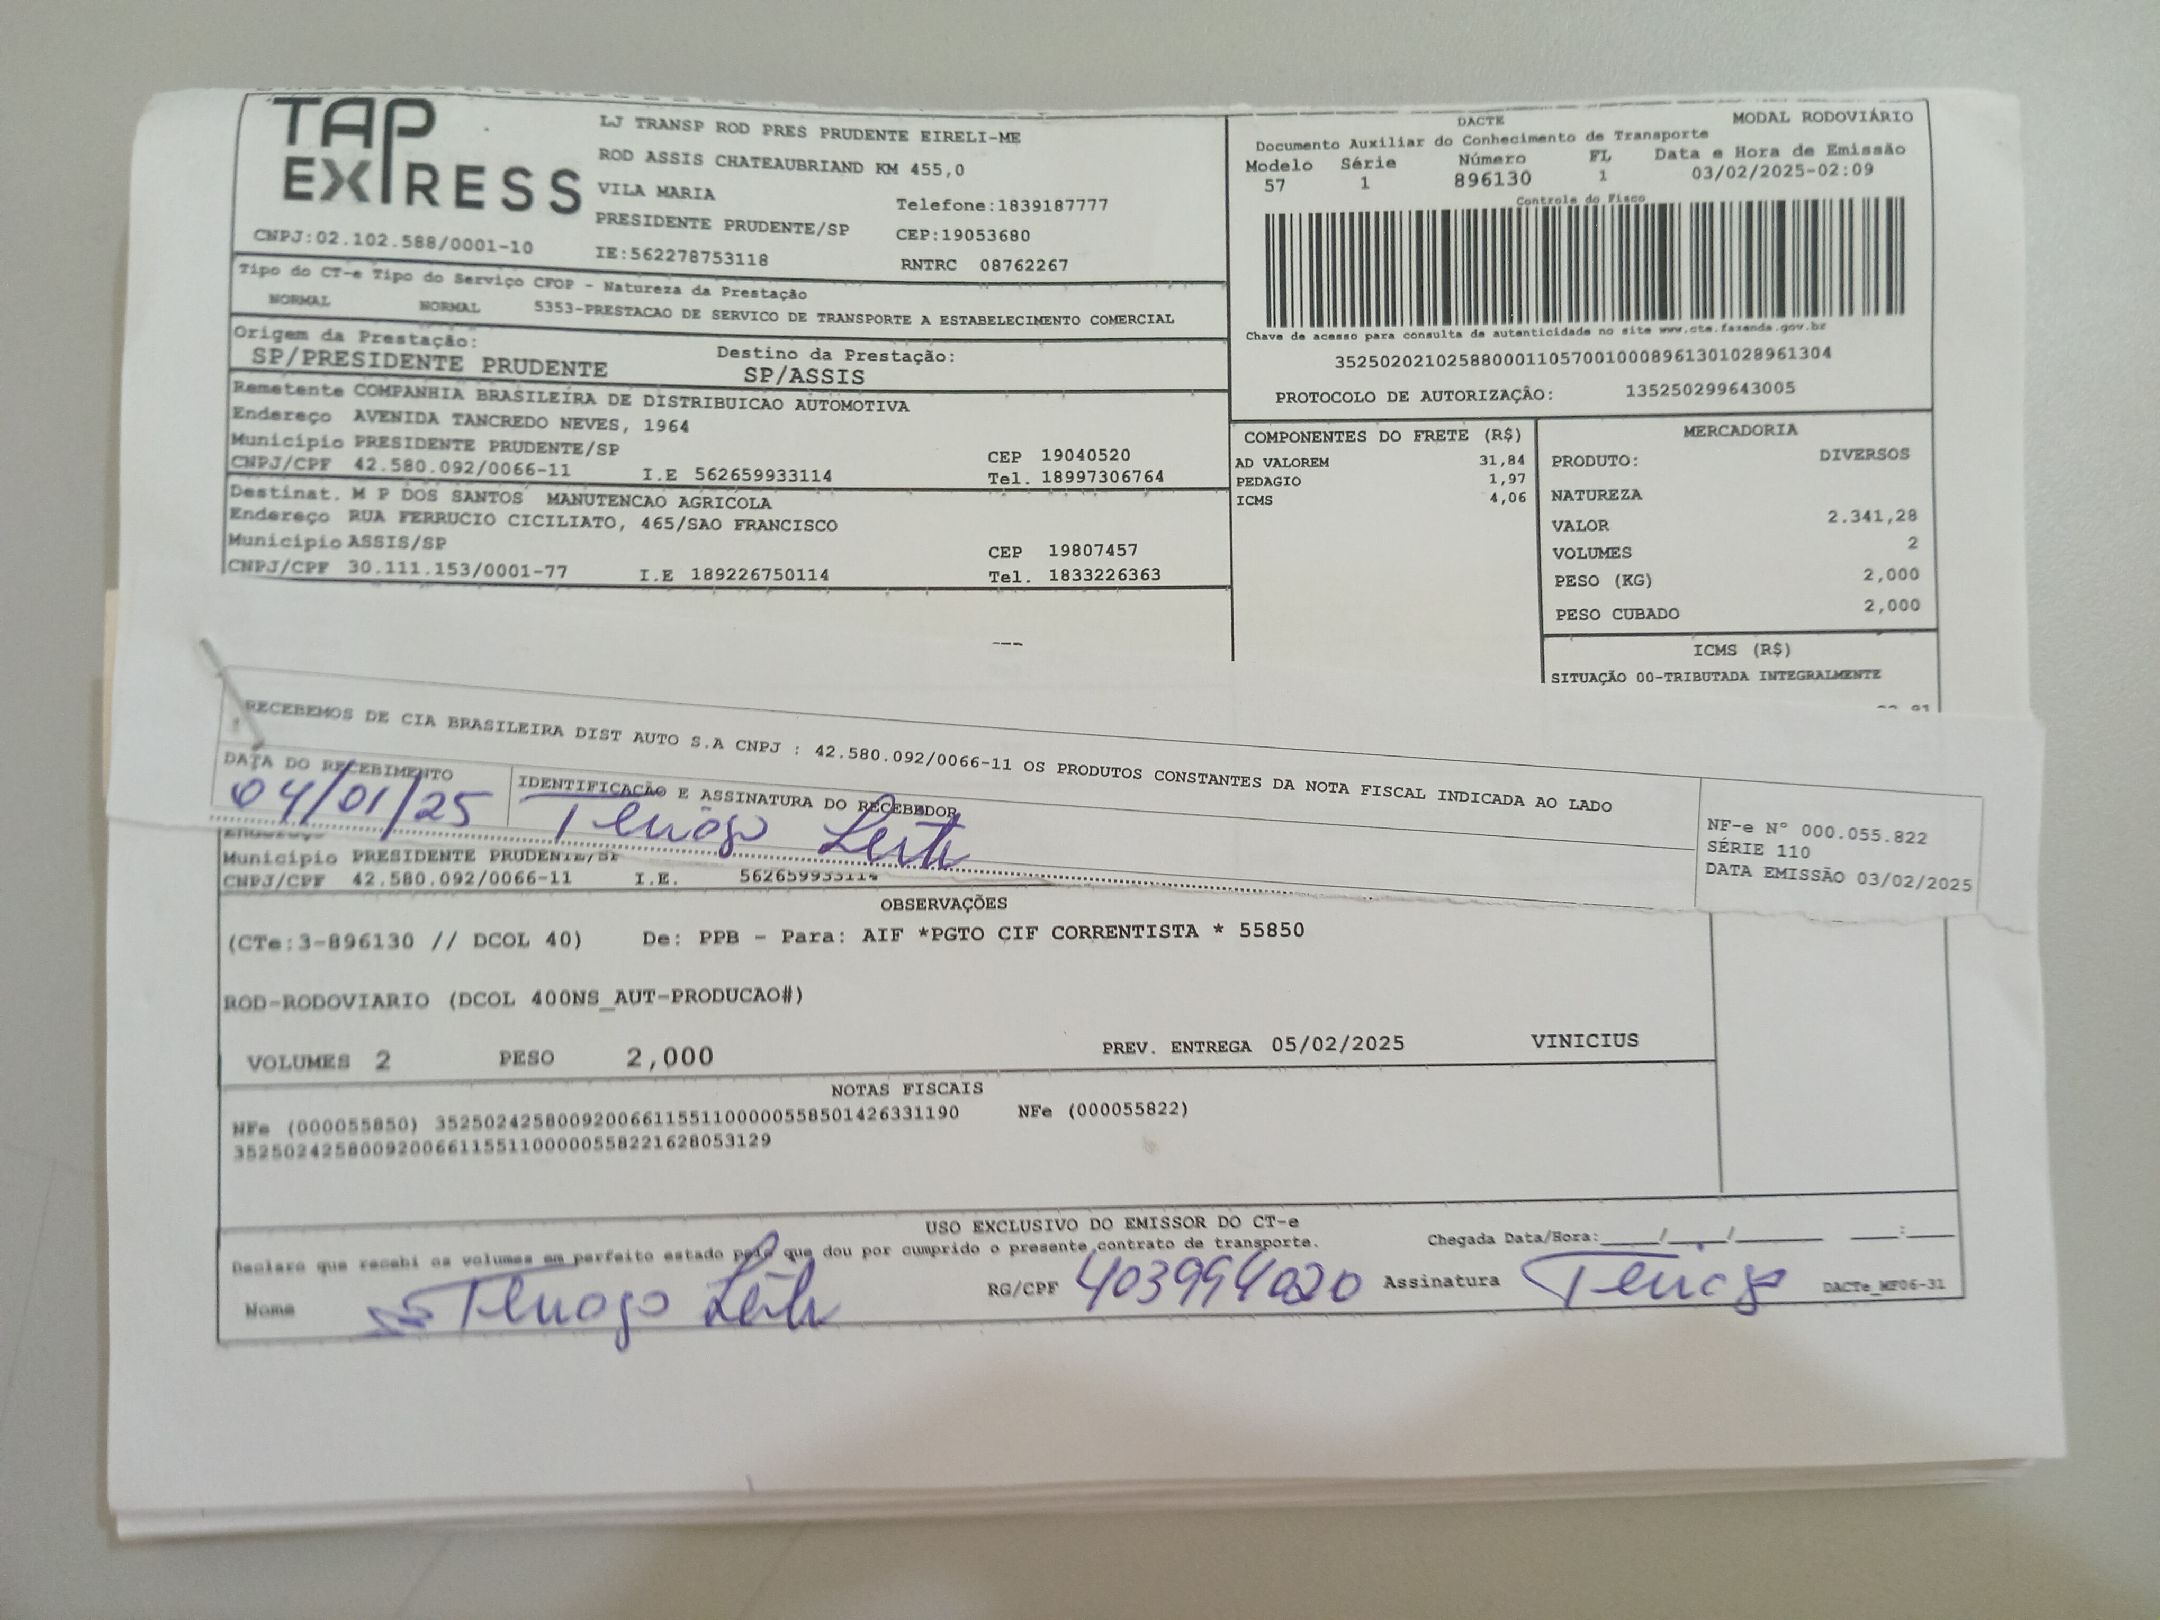 TAP EXPRESS
LJ TRANSP ROD PRES PRUDENTE EIRELI-ME
ROD ASSIS CHATEAUBRIAND KM 455,0
VILA MARIA
Telefone:1839187777
PRESIDENTE PRUDENTE/SP
CEP:19053680
CNPJ:02.102.588/0001-10
IE:562278753118
RNTRC 08762267
DACTE
MODAL RODOVIÁRIO
Documento Auxiliar do Conhecimento de Transporte
Modelo Série Número FL Data e Hora de Emissão
57 1 896130 1 03/02/2025-02:09
Controle do Fisco
Chave de acesso para consulta de autenticidade no site www.cte.fazenda.gov.br
35250202102588000110570010008961301028961304
PROTOCOLO DE AUTORIZAÇÃO: 135250299643005
Tipo do CT-e Tipo do Serviço CFOP - Natureza da Prestação
NORMAL NORMAL 5353-PRESTACAO DE SERVICO DE TRANSPORTE A ESTABELECIMENTO COMERCIAL
Origem da Prestação: Destino da Prestação:
SP/PRESIDENTE PRUDENTE SP/ASSIS
Remetente COMPANHIA BRASILEIRA DE DISTRIBUICAO AUTOMOTIVA
Endereço AVENIDA TANCREDO NEVES, 1964
Município PRESIDENTE PRUDENTE/SP CEP 19040520
CNPJ/CPF 42.580.092/0066-11 I.E 562659933114 Tel. 18997306764
Destinat. M P DOS SANTOS MANUTENCAO AGRICOLA
Endereço RUA FERRUCIO CICILIATO, 465/SAO FRANCISCO
Município ASSIS/SP CEP 19807457
CNPJ/CPF 30.111.153/0001-77 I.E 189226750114 Tel. 1833226363
COMPONENTES DO FRETE (R$)
AD VALOREM 31,84
PEDAGIO 1,97
ICMS 4,06
MERCADORIA
PRODUTO: DIVERSOS
NATUREZA
VALOR 2.341,28
VOLUMES 2
PESO (KG) 2,000
PESO CUBADO 2,000
ICMS (R$)
SITUAÇÃO 00-TRIBUTADA INTEGRALMENTE
RECEBEMOS DE CIA BRASILEIRA DIST AUTO S.A CNPJ : 42.580.092/0066-11 OS PRODUTOS CONSTANTES DA NOTA FISCAL INDICADA AO LADO
DATA DO RECEBIMENTO IDENTIFICAÇÃO E ASSINATURA DO RECEBEDOR
04/01/25
NF-e Nº 000.055.822
SÉRIE 110
DATA EMISSÃO 03/02/2025
Município PRESIDENTE PRUDENTE/SP
CNPJ/CPF 42.580.092/0066-11 I.E. 562659933114
OBSERVAÇÕES
(CTe:3-896130 // DCOL 40) De: PPB - Para: AIF *PGTO CIF CORRENTISTA * 55850
ROD-RODOVIARIO (DCOL 400NS_AUT-PRODUCAO#)
VOLUMES 2 PESO 2,000 PREV. ENTREGA 05/02/2025 VINICIUS
NOTAS FISCAIS
NFe (000055850) 35250242580092006611551100000558501426331190 NFe (000055822)
35250242580092006611551100000558221628053129
USO EXCLUSIVO DO EMISSOR DO CT-e
Declaro que recebi os volumes em perfeito estado pelo que dou por cumprido o presente contrato de transporte.
Chegada Data/Hora:____/____/______ ___:____
Nome RG/CPF 403994020 Assinatura DACTe_MF06-31